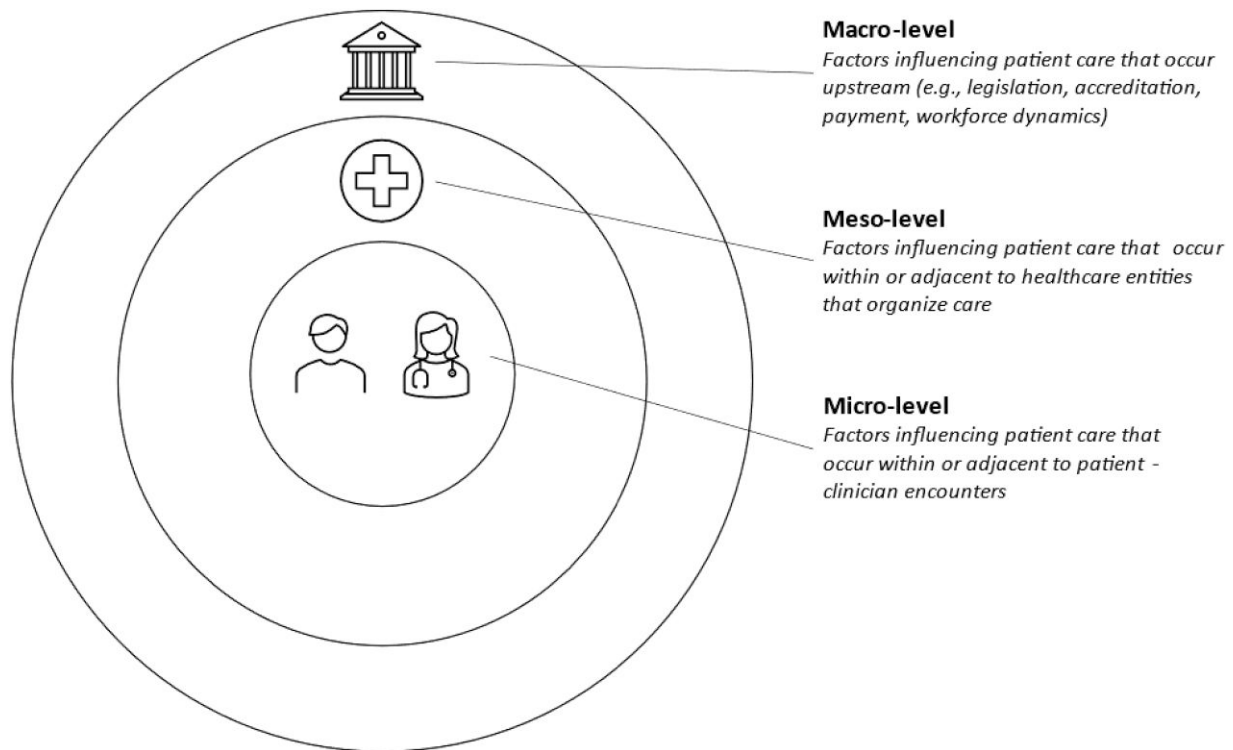 Macro-level
Factors influencing patient care that occur
upstream (e.g., legislation, accreditation,
payment, workforce dynamics)
Meso-level
Factors influencing patient care that occur
within or adjacent to healthcare entities
that organize care
Micro-level
Factors influencing patient care that
occur within or adjacent to patient -
clinician encounters